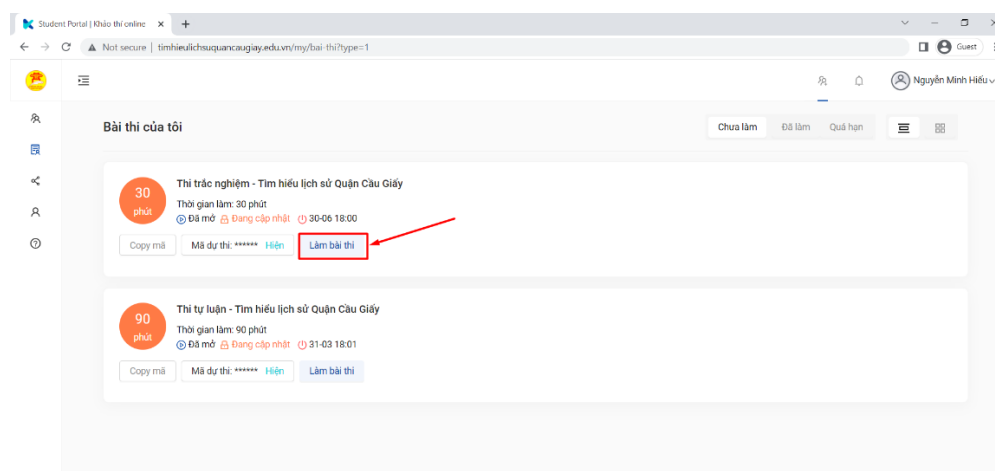 Student Portal | Khảo thí online
Not secure | timhieulichsuquancaugiay.edu.vn/my/bai-thi?type=1
Guest
Nguyễn Minh Hiếu
Bài thi của tôi
Chưa làm Đã làm Quá hạn
30 phút
Thi trắc nghiệm - Tìm hiểu lịch sử Quận Cầu Giấy
Thời gian làm: 30 phút
Đã mở Đang cập nhật 30-06 18:00
Copy mã Mã dự thi: ****** Hiện Làm bài thi
90 phút
Thi tự luận - Tìm hiểu lịch sử Quận Cầu Giấy
Thời gian làm: 90 phút
Đã mở Đang cập nhật 31-03 18:01
Copy mã Mã dự thi: ****** Hiện Làm bài thi